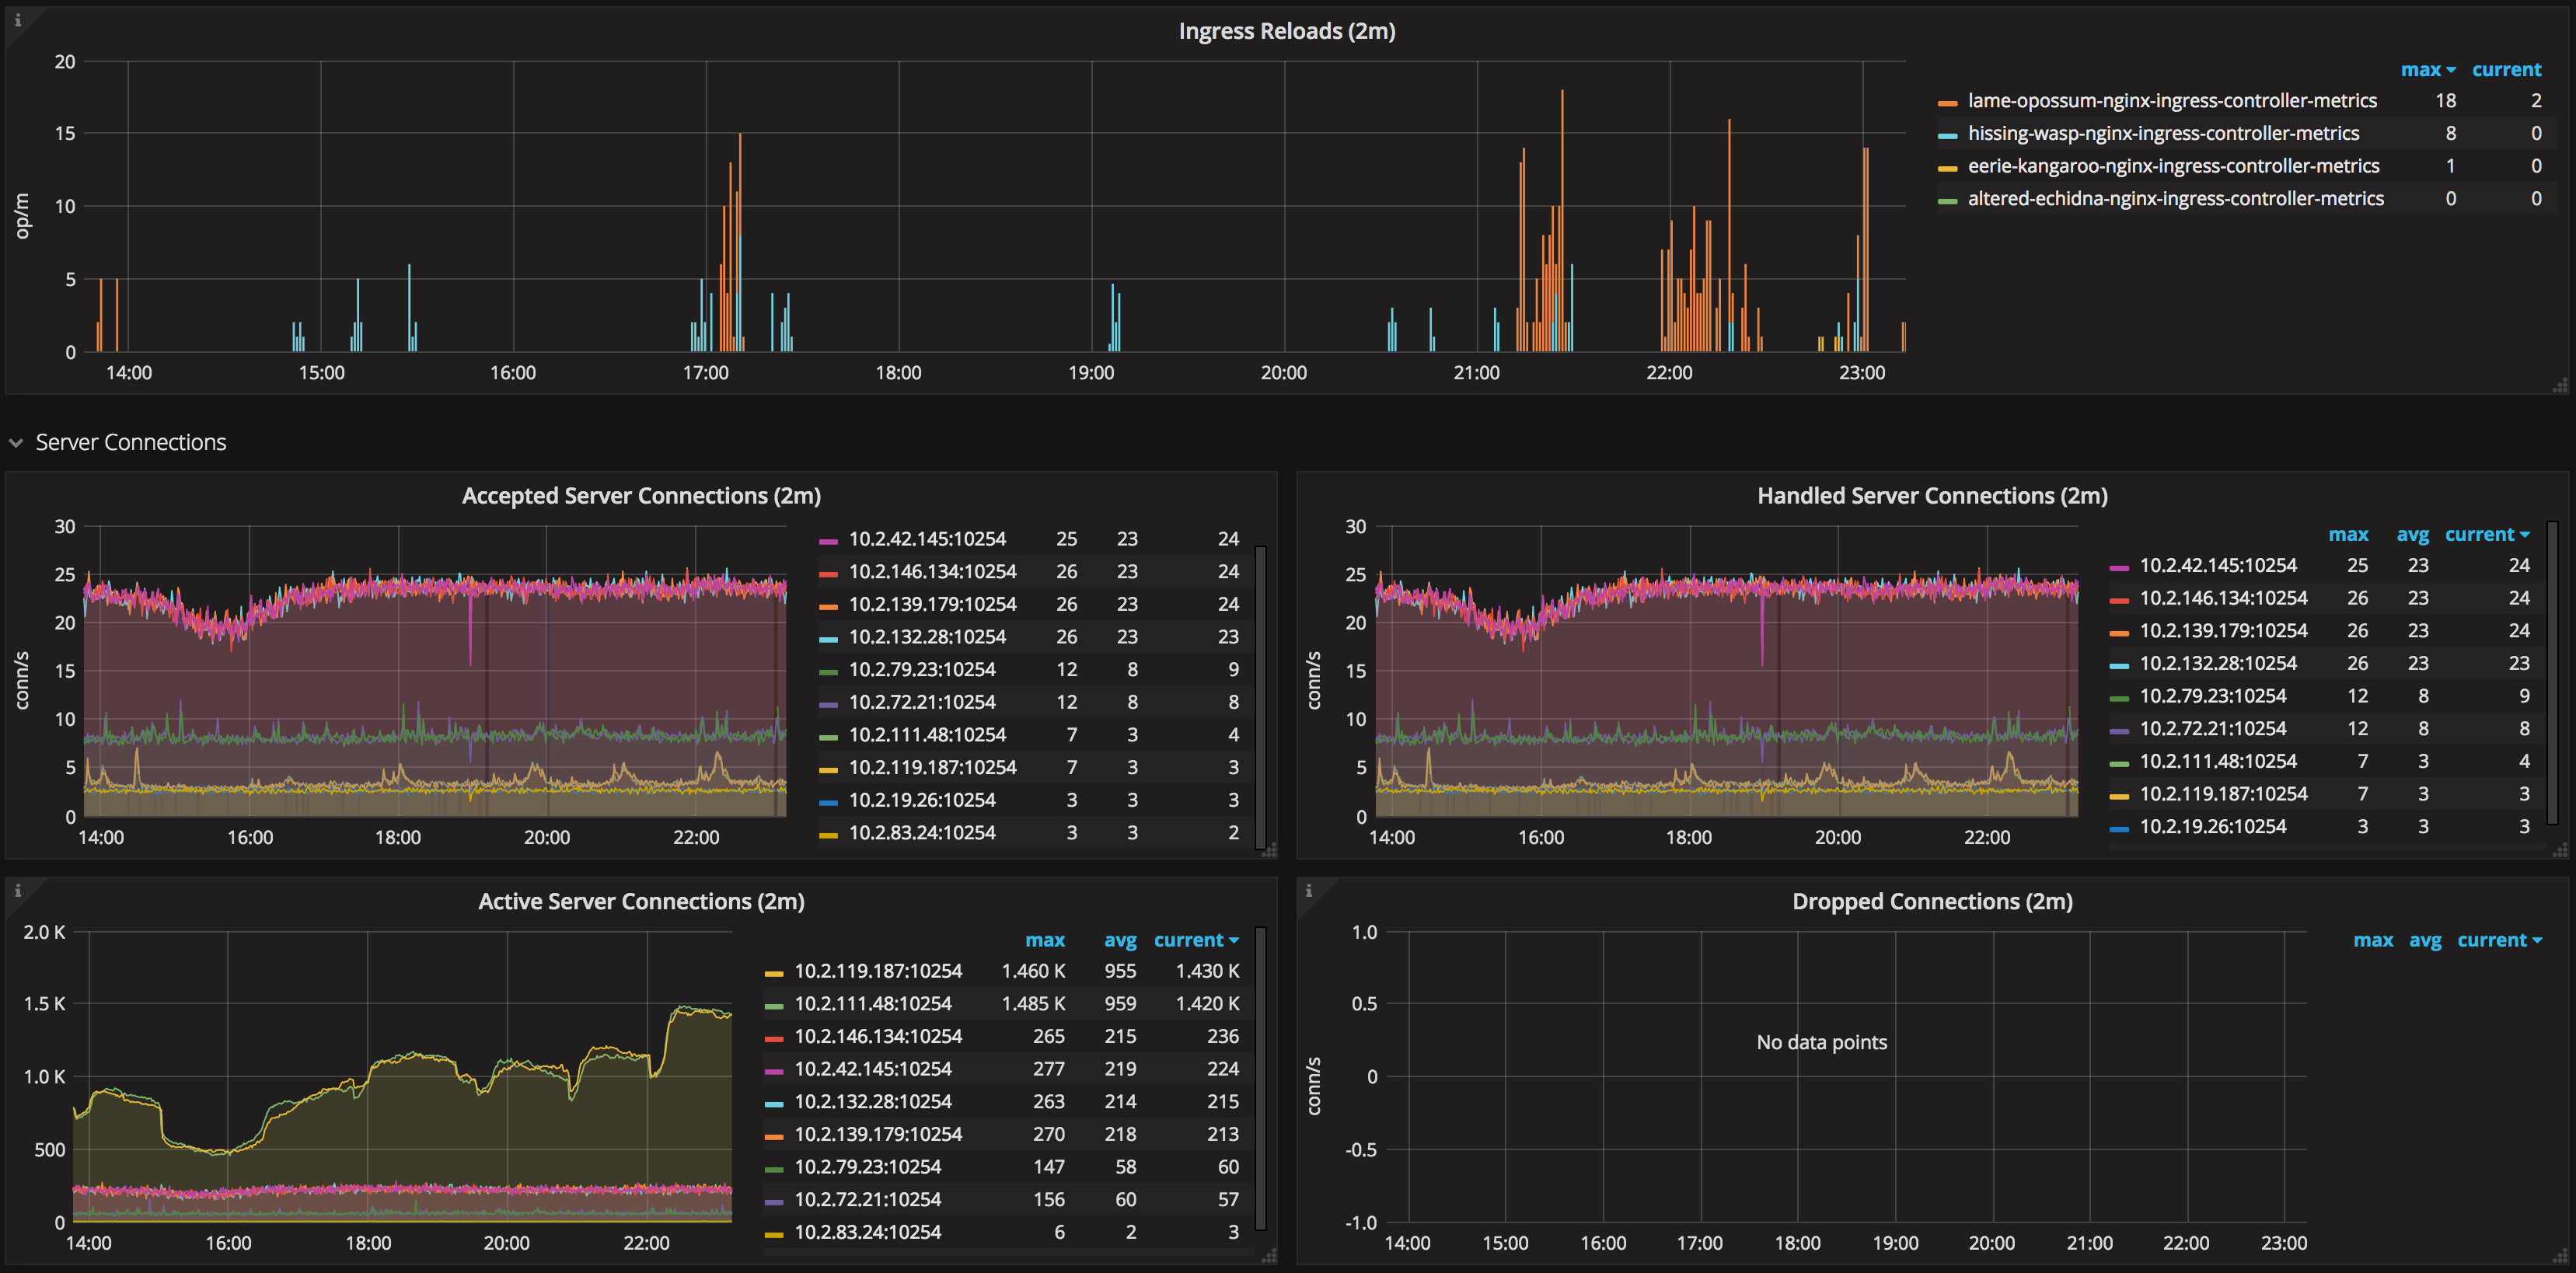 Ingress Reloads (2m)
op/m
20
15
10
5
0
14:00 15:00 16:00 17:00 18:00 19:00 20:00 21:00 22:00 23:00
max current
lame-opossum-nginx-ingress-controller-metrics 18 2
hissing-wasp-nginx-ingress-controller-metrics 8 0
eerie-kangaroo-nginx-ingress-controller-metrics 1 0
altered-echidna-nginx-ingress-controller-metrics 0 0
Server Connections
Accepted Server Connections (2m)
conn/s
30
25
20
15
10
5
0
14:00 16:00 18:00 20:00 22:00
10.2.42.145:10254 25 23 24
10.2.146.134:10254 26 23 24
10.2.139.179:10254 26 23 24
10.2.132.28:10254 26 23 23
10.2.79.23:10254 12 8 9
10.2.72.21:10254 12 8 8
10.2.111.48:10254 7 3 4
10.2.119.187:10254 7 3 3
10.2.19.26:10254 3 3 3
10.2.83.24:10254 3 3 2
Handled Server Connections (2m)
conn/s
30
25
20
15
10
5
0
14:00 16:00 18:00 20:00 22:00
max avg current
10.2.42.145:10254 25 23 24
10.2.146.134:10254 26 23 24
10.2.139.179:10254 26 23 24
10.2.132.28:10254 26 23 23
10.2.79.23:10254 12 8 9
10.2.72.21:10254 12 8 8
10.2.111.48:10254 7 3 4
10.2.119.187:10254 7 3 3
10.2.19.26:10254 3 3 3
Active Server Connections (2m)
2.0 K
1.5 K
1.0 K
500
0
14:00 16:00 18:00 20:00 22:00
max avg current
10.2.119.187:10254 1.460 K 955 1.430 K
10.2.111.48:10254 1.485 K 959 1.420 K
10.2.146.134:10254 265 215 236
10.2.42.145:10254 277 219 224
10.2.132.28:10254 263 214 215
10.2.139.179:10254 270 218 213
10.2.79.23:10254 147 58 60
10.2.72.21:10254 156 60 57
10.2.83.24:10254 6 2 3
Dropped Connections (2m)
conn/s
1.0
0.5
0
-0.5
-1.0
No data points
14:00 15:00 16:00 17:00 18:00 19:00 20:00 21:00 22:00 23:00
max avg current